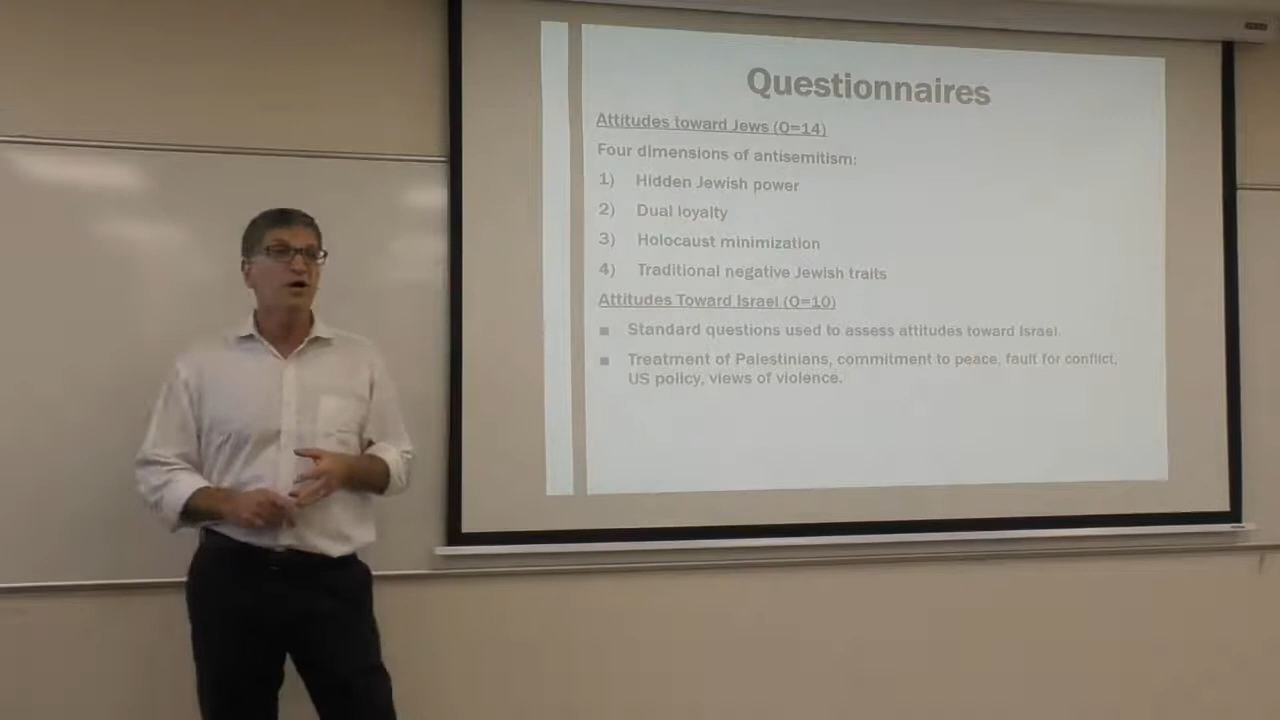 Questionnaires
Attitudes toward Jews (Q=14)
Four dimensions of antisemitism:
1) Hidden Jewish power
2) Dual loyalty
3) Holocaust minimization
4) Traditional negative Jewish traits
Attitudes Toward Israel (Q=10)
■ Standard questions used to assess attitudes toward Israel.
■ Treatment of Palestinians, commitment to peace, fault for conflict,
US policy, views of violence.